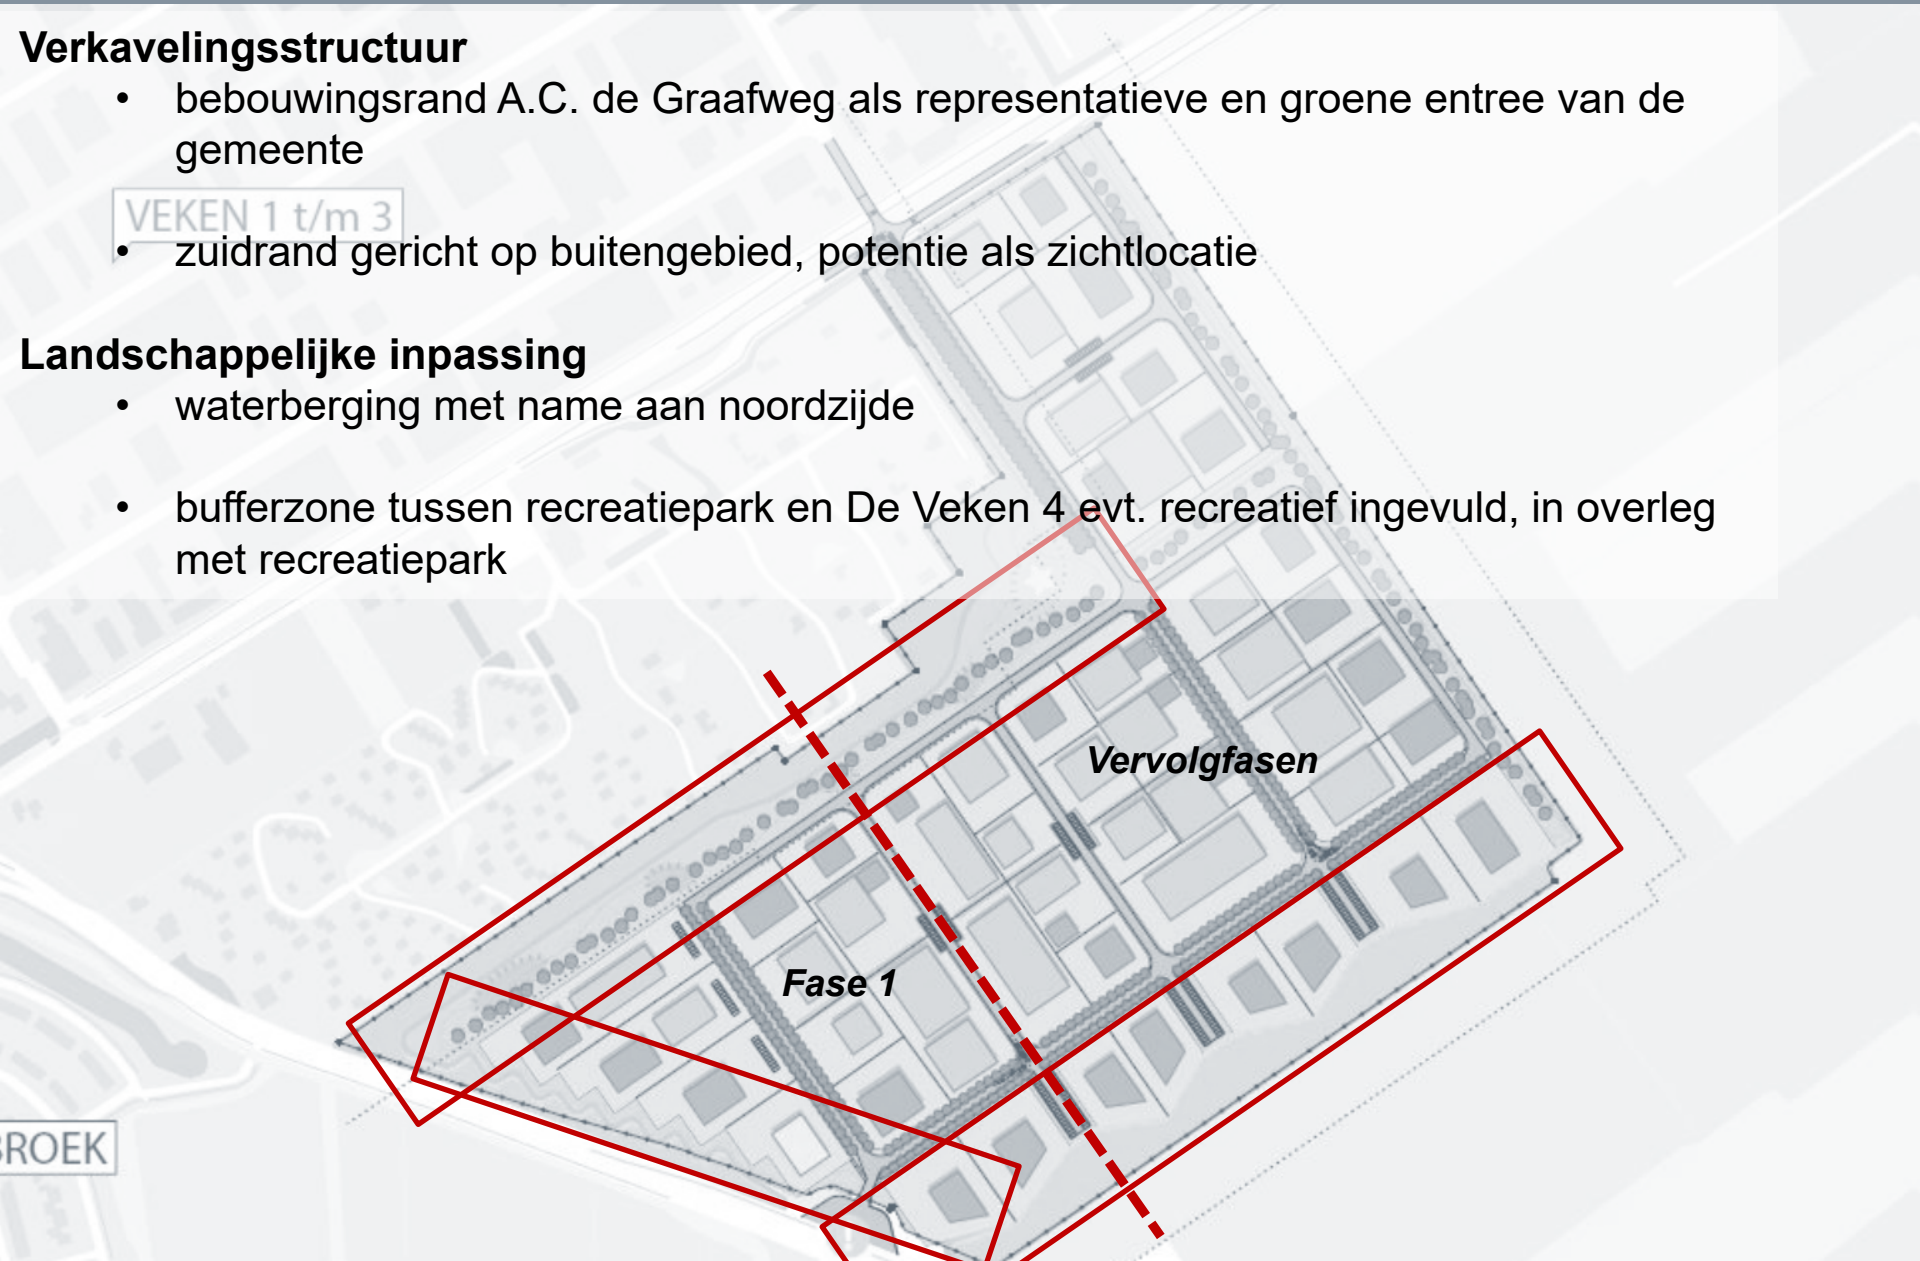 Verkavelingsstructuur
• bebouwingsrand A.C. de Graafweg als representatieve en groene entree van de
gemeente
VEKEN 1 t/m 3
• zuidrand gericht op buitengebied, potentie als zichtlocatie
Landschappelijke inpassing
• waterberging met name aan noordzijde
• bufferzone tussen recreatiepark en De Veken 4 evt. recreatief ingevuld, in overleg
met recreatiepark
Vervolgfasen
Fase 1
BROEK